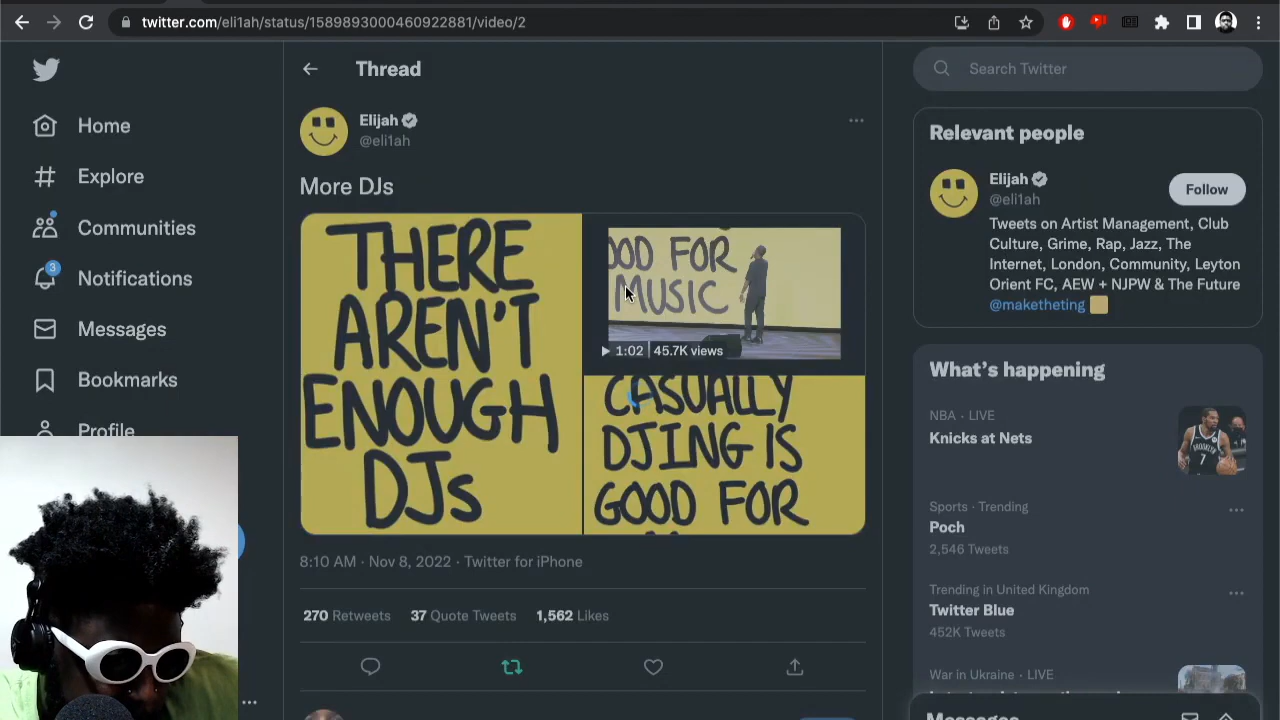 twitter.com/eli1ah/status/1589893000460922881/video/2
Home
Explore
Communities
3
Notifications
Messages
Bookmarks
Profile
Thread
Elijah
@eli1ah
More DJs
THERE
AREN'T
ENOUGH
DJs
OOD FOR
MUSIC
1:02 45.7K views
CASUALLY
DJING IS
GOOD FOR
8:10 AM · Nov 8, 2022 · Twitter for iPhone
270 Retweets 37 Quote Tweets 1,562 Likes
Search Twitter
Relevant people
Elijah
@eli1ah
Follow
Tweets on Artist Management, Club
Culture, Grime, Rap, Jazz, The
Internet, London, Community, Leyton
Orient FC, AEW + NJPW & The Future
@maketheting
What's happening
NBA · LIVE
Knicks at Nets
Sports · Trending
Poch
2,546 Tweets
Trending in United Kingdom
Twitter Blue
452K Tweets
War in Ukraine · LIVE
Messages